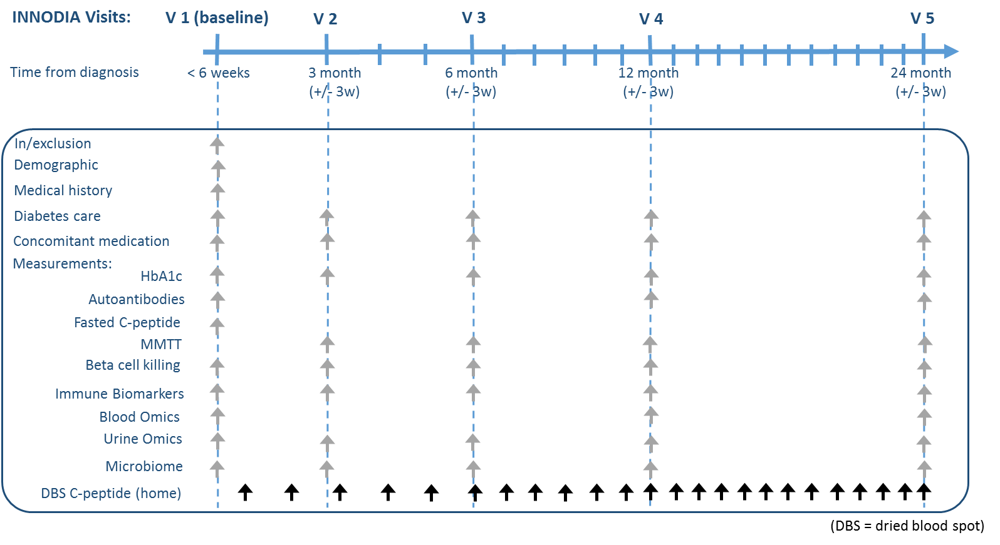 INNODIA Visits: V 1 (baseline) V 2 V 3 V 4 V 5
Time from diagnosis < 6 weeks 3 month 6 month 12 month 24 month
(+/- 3w) (+/- 3w) (+/- 3w) (+/- 3w)
In/exclusion
Demographic
Medical history
Diabetes care
Concomitant medication
Measurements:
HbA1c
Autoantibodies
Fasted C-peptide
MMTT
Beta cell killing
Immune Biomarkers
Blood Omics
Urine Omics
Microbiome
DBS C-peptide (home)
(DBS = dried blood spot)